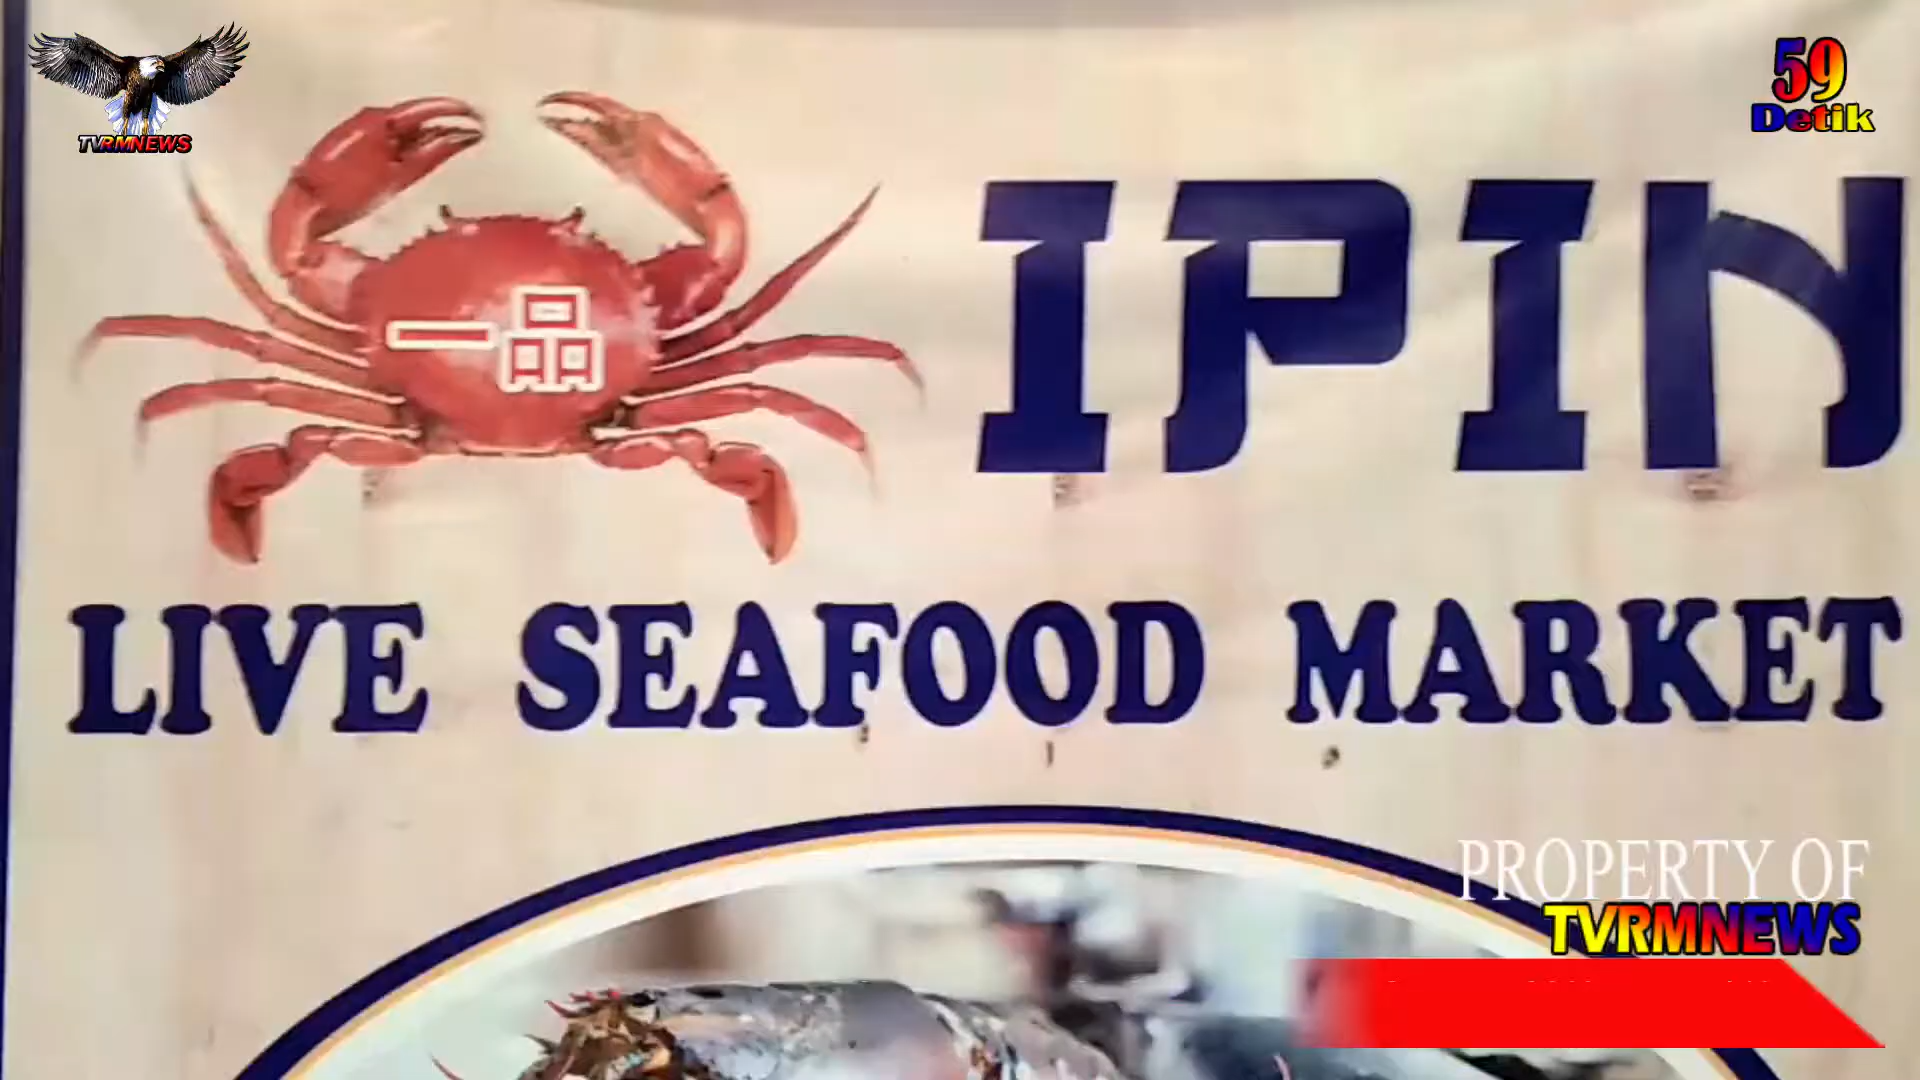 TVRMNEWS
59
Detik
一品
IPIN
LIVE SEAFOOD MARKET
PROPERTY OF
TVRMNEWS